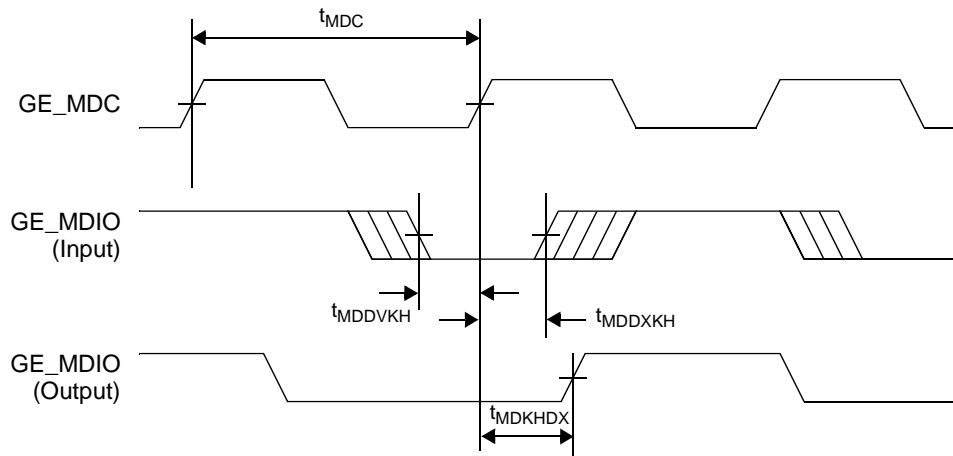 tMDC
GE_MDC
GE_MDIO
(Input)
tMDDVKH
tMDDXKH
GE_MDIO
(Output)
tMDKHDX